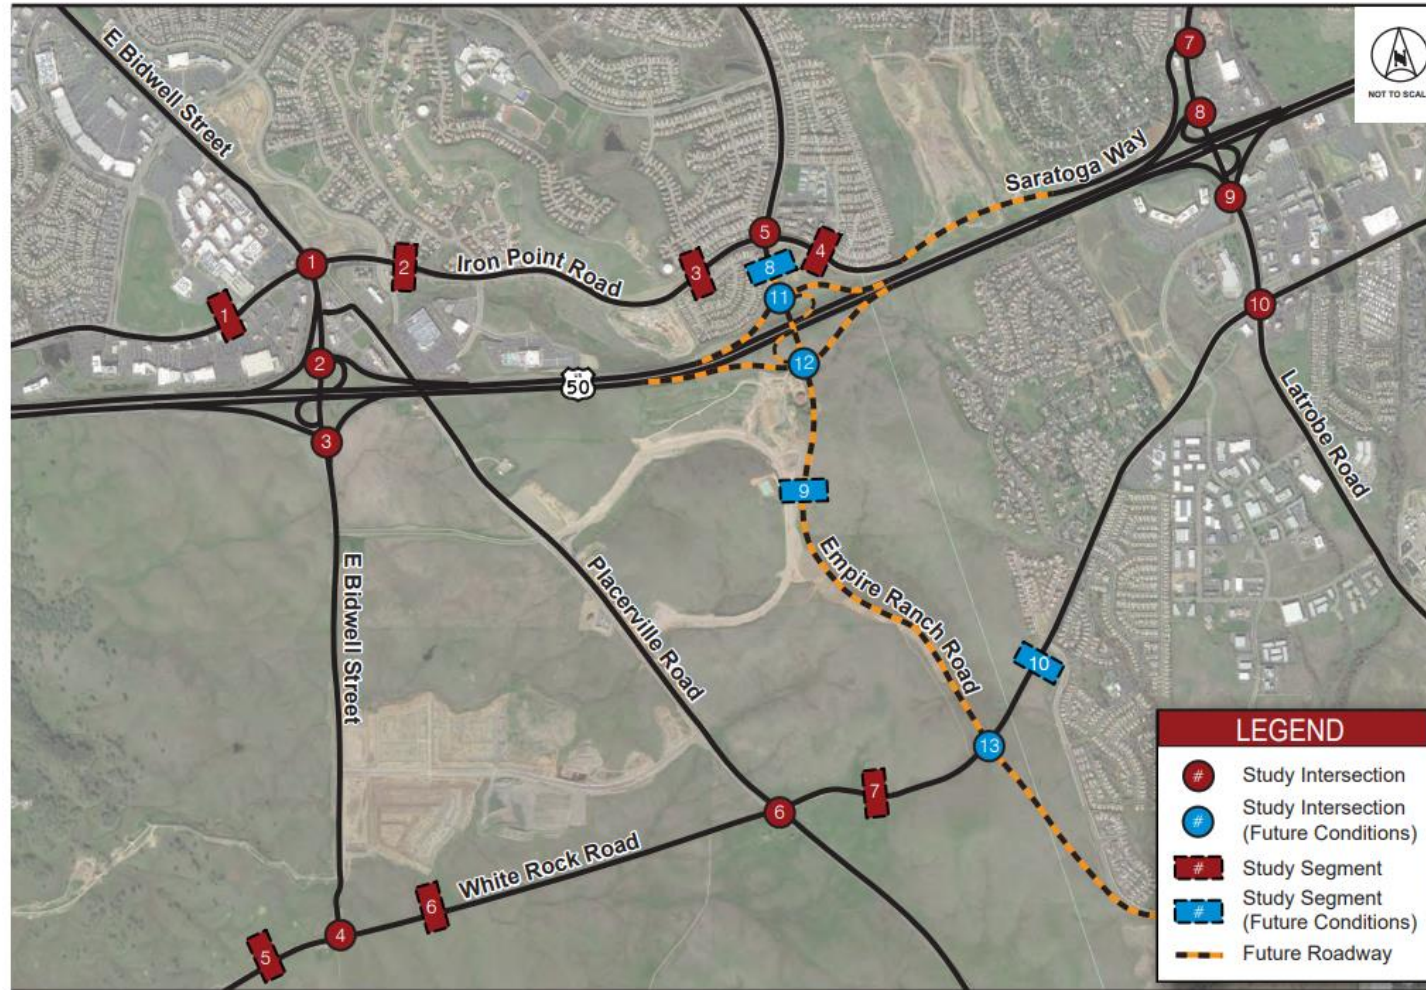 E Bidwell Street
7
N
NOT TO SCAL
8
Saratoga Way
9
5
1
2
Iron Point Road
3
4
8
11
1
10
2
12
US
50
3
Latrobe Road
9
E Bidwell Street
Placerville Road
Empire Ranch Road
10
13
7
6
White Rock Road
6
4
5
LEGEND
# Study Intersection
# Study Intersection
(Future Conditions)
# Study Segment
# Study Segment
(Future Conditions)
Future Roadway